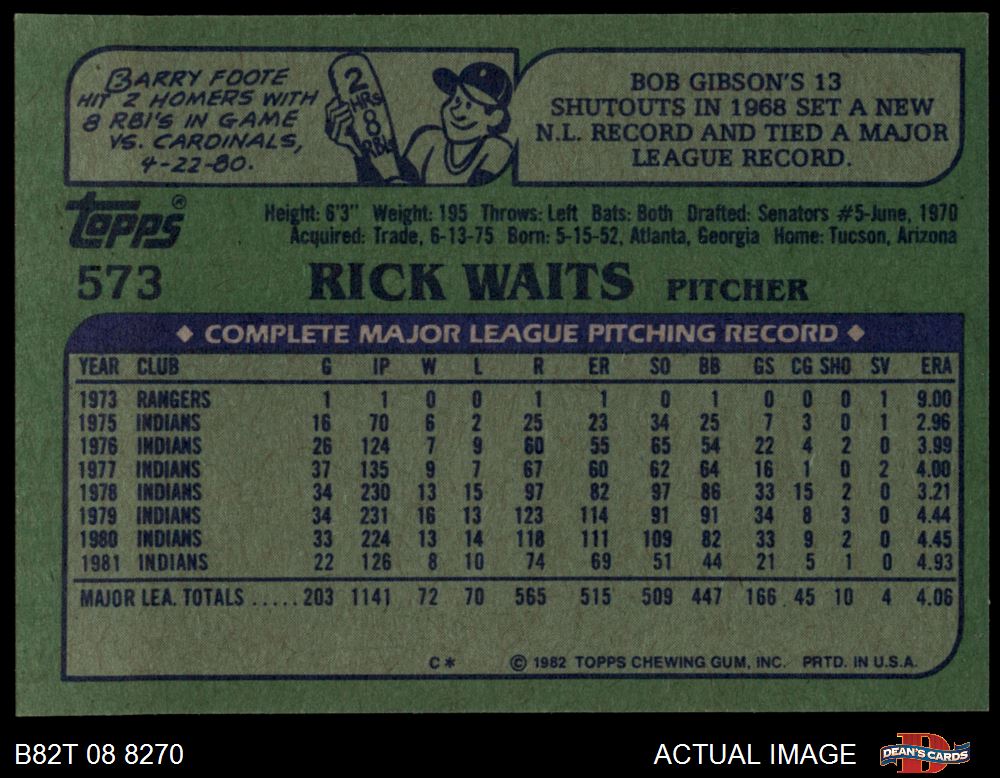 BARRY FOOTE
HIT 2 HOMERS WITH
8 RBI'S IN GAME
VS. CARDINALS,
4-22-80.
2
HRs
8
RBIs
BOB GIBSON'S 13
SHUTOUTS IN 1968 SET A NEW
N.L. RECORD AND TIED A MAJOR
LEAGUE RECORD.
Topps®
Height: 6'3" Weight: 195 Throws: Left Bats: Both Drafted: Senators #5-June, 1970
Acquired: Trade, 6-13-75 Born: 5-15-52, Atlanta, Georgia Home: Tucson, Arizona
573 RICK WAITS PITCHER
◆ COMPLETE MAJOR LEAGUE PITCHING RECORD ◆
YEAR CLUB G IP W L R ER SO BB GS CG SHO SV ERA
1973 RANGERS 1 1 0 0 1 1 0 1 0 0 0 1 9.00
1975 INDIANS 16 70 6 2 25 23 34 25 7 3 0 1 2.96
1976 INDIANS 26 124 7 9 60 55 65 54 22 4 2 0 3.99
1977 INDIANS 37 135 9 7 67 60 62 64 16 1 0 2 4.00
1978 INDIANS 34 230 13 15 97 82 97 86 33 15 2 0 3.21
1979 INDIANS 34 231 16 13 123 114 91 91 34 8 3 0 4.44
1980 INDIANS 33 224 13 14 118 111 109 82 33 9 2 0 4.45
1981 INDIANS 22 126 8 10 74 69 51 44 21 5 1 0 4.93
MAJOR LEA. TOTALS ..... 203 1141 72 70 565 515 509 447 166 45 10 4 4.06
C* © 1982 TOPPS CHEWING GUM, INC. PRTD. IN U.S.A.
B82T 08 8270 ACTUAL IMAGE D DEAN'S CARDS